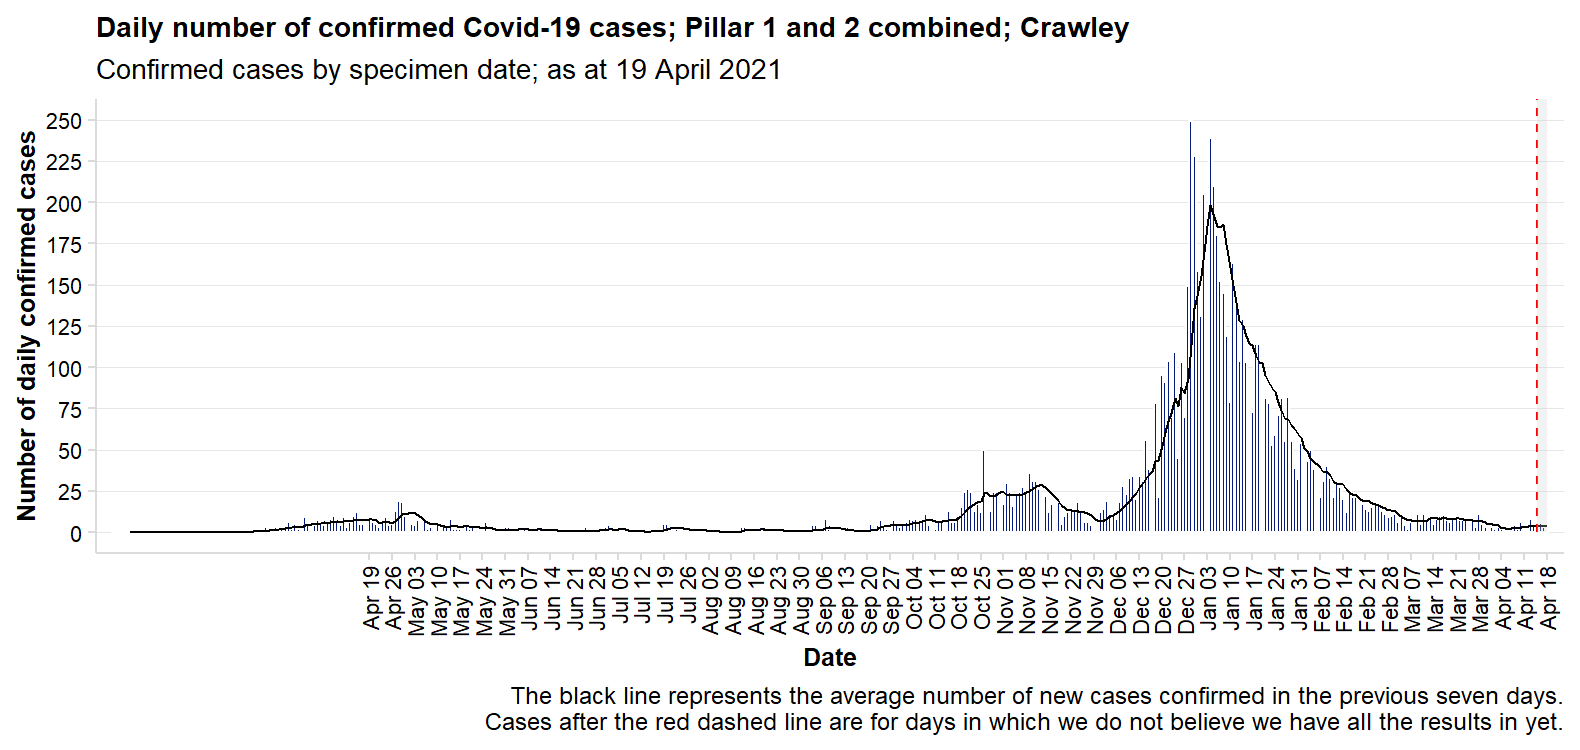 Daily number of confirmed Covid-19 cases; Pillar 1 and 2 combined; Crawley
Confirmed cases by specimen date; as at 19 April 2021
Number of daily confirmed cases
250
225
200
175
150
125
100
75
50
25
0
Apr 19
Apr 26
May 03
May 10
May 17
May 24
May 31
Jun 07
Jun 14
Jun 21
Jun 28
Jul 05
Jul 12
Jul 19
Jul 26
Aug 02
Aug 09
Aug 16
Aug 23
Aug 30
Sep 06
Sep 13
Sep 20
Sep 27
Oct 04
Oct 11
Oct 18
Oct 25
Nov 01
Nov 08
Nov 15
Nov 22
Nov 29
Dec 06
Dec 13
Dec 20
Dec 27
Jan 03
Jan 10
Jan 17
Jan 24
Jan 31
Feb 07
Feb 14
Feb 21
Feb 28
Mar 07
Mar 14
Mar 21
Mar 28
Apr 04
Apr 11
Apr 18
Date
The black line represents the average number of new cases confirmed in the previous seven days.
Cases after the red dashed line are for days in which we do not believe we have all the results in yet.